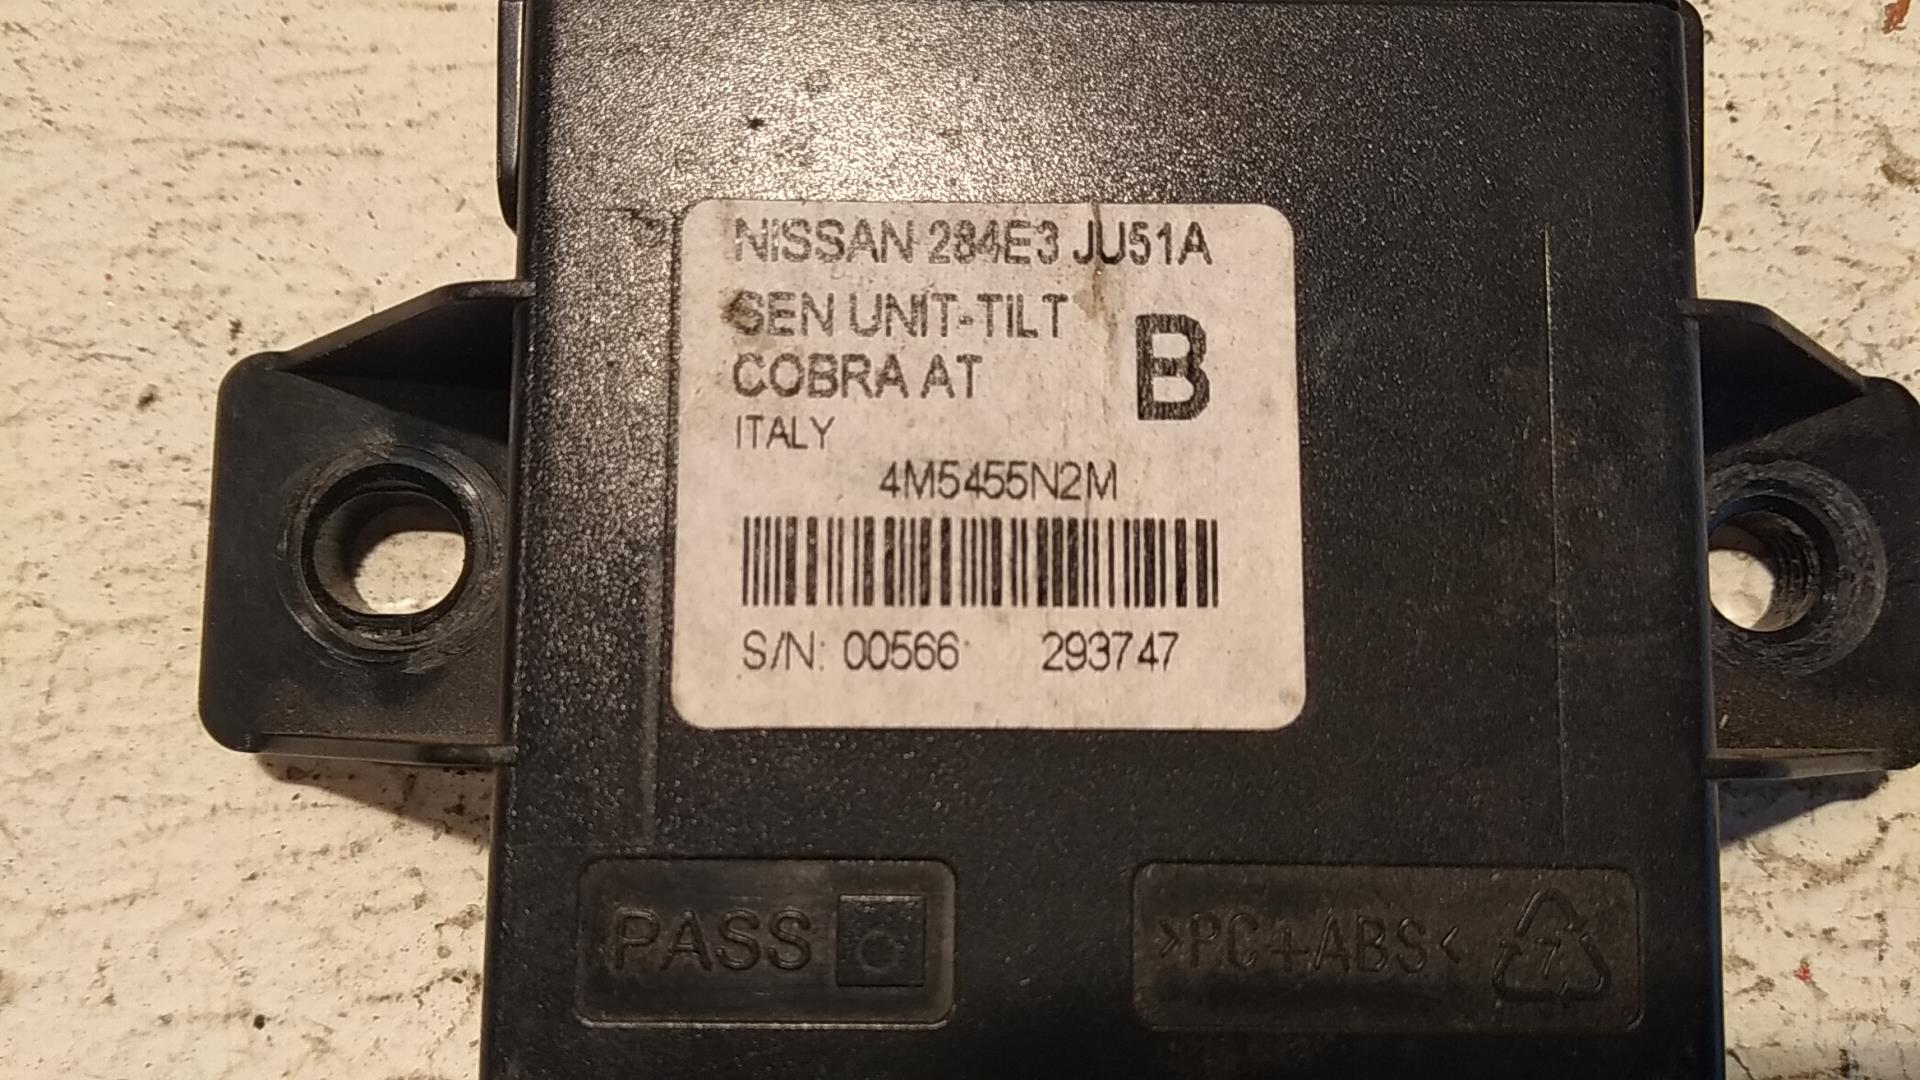 NISSAN 284E3 JU51A
SEN UNIT-TILT
COBRA AT
B
ITALY
4M5455N2M
S/N: 00566 293747
PASS
>PC+ABS<
7